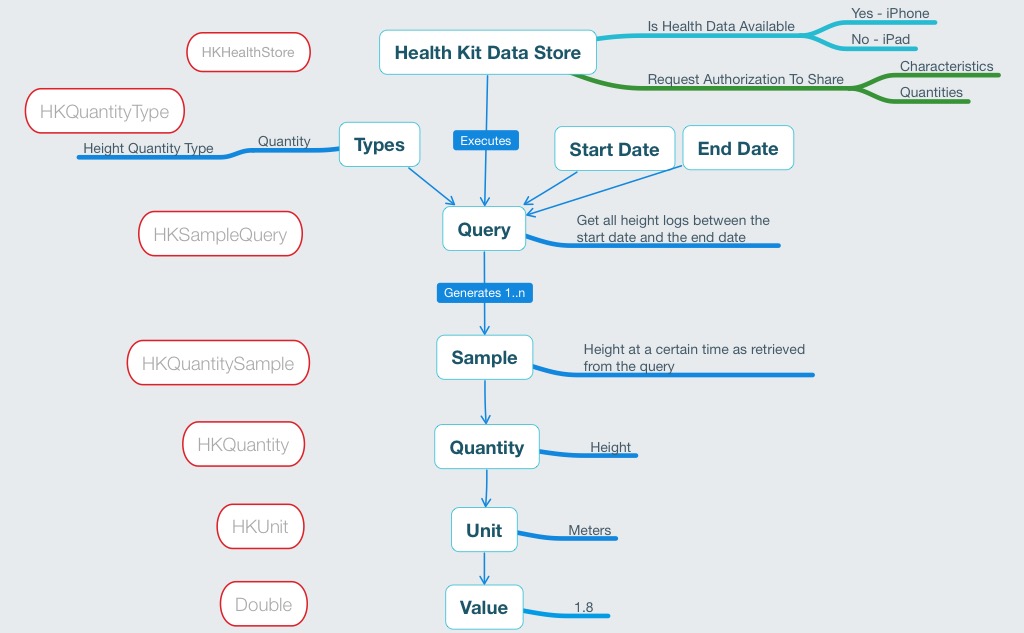 HKHealthStore
Health Kit Data Store
Is Health Data Available
Yes - iPhone
No - iPad
Request Authorization To Share
Characteristics
Quantities
HKQuantityType
Height Quantity Type
Quantity
Types
Executes
Start Date
End Date
HKSampleQuery
Query
Get all height logs between the
start date and the end date
Generates 1..n
HKQuantitySample
Sample
Height at a certain time as retrieved
from the query
HKQuantity
Quantity
Height
HKUnit
Unit
Meters
Double
Value
1.8